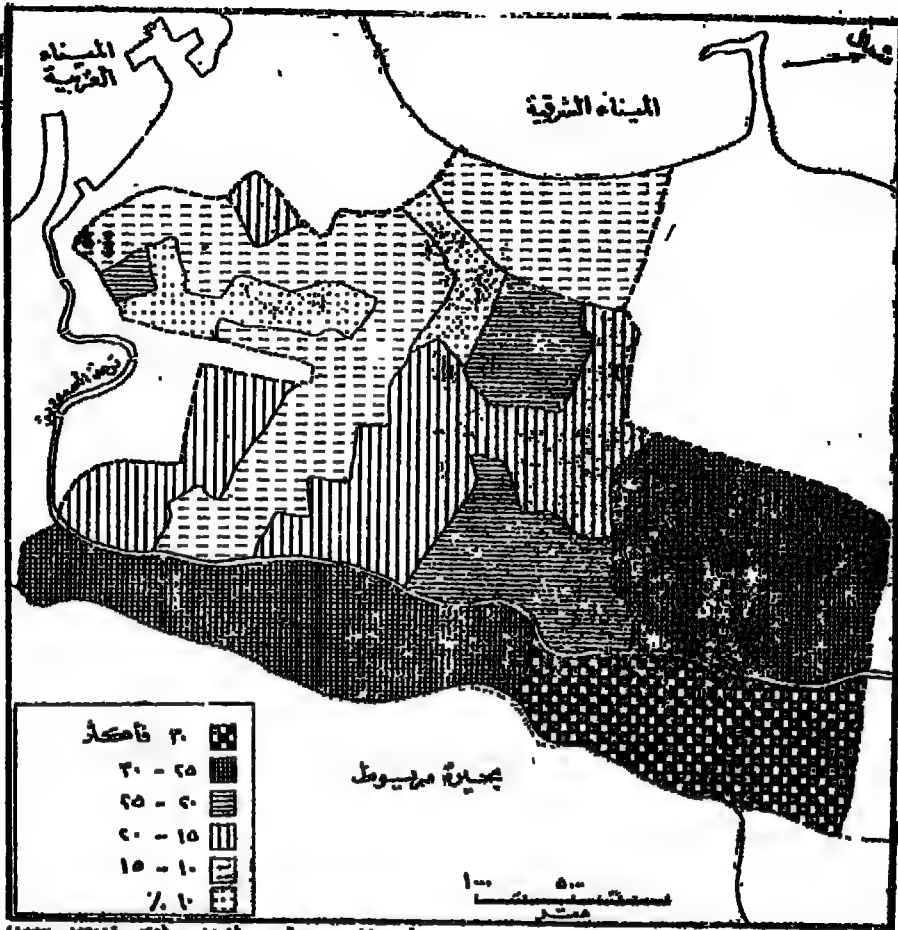 الميناء
الغربية
الميناء الشرقية
شمال
ترعة المحمودية
بحيرة مريوط
٣٠ فأكثر
٢٥ - ٣٠
٢٠ - ٢٥
١٥ - ٢٠
١٠ - ١٥
١٠ ٪
١٠٠٠ ٥٠٠
متر